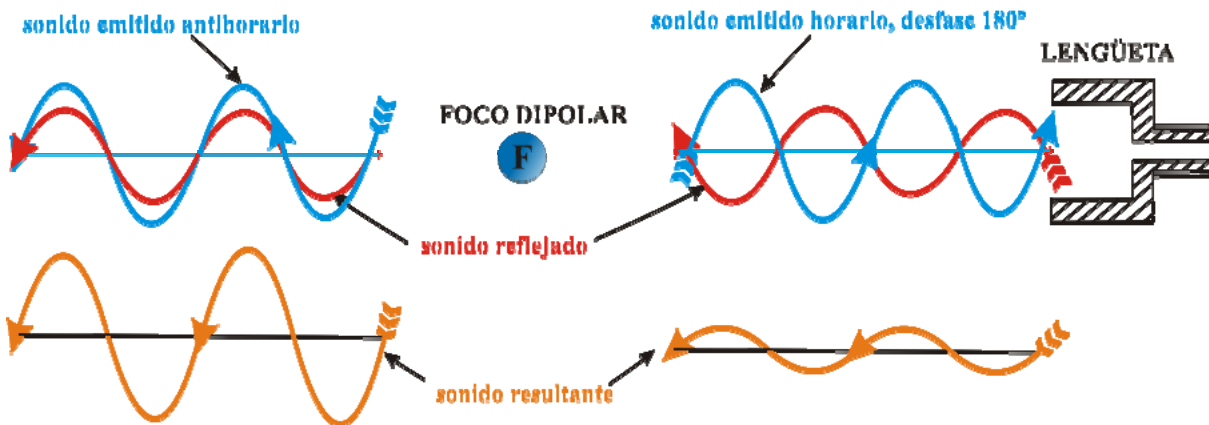 sonido emitido antihorario
sonido emitido horario, desfase 180º
LENGÜETA
FOCO DIPOLAR
F
sonido reflejado
sonido resultante